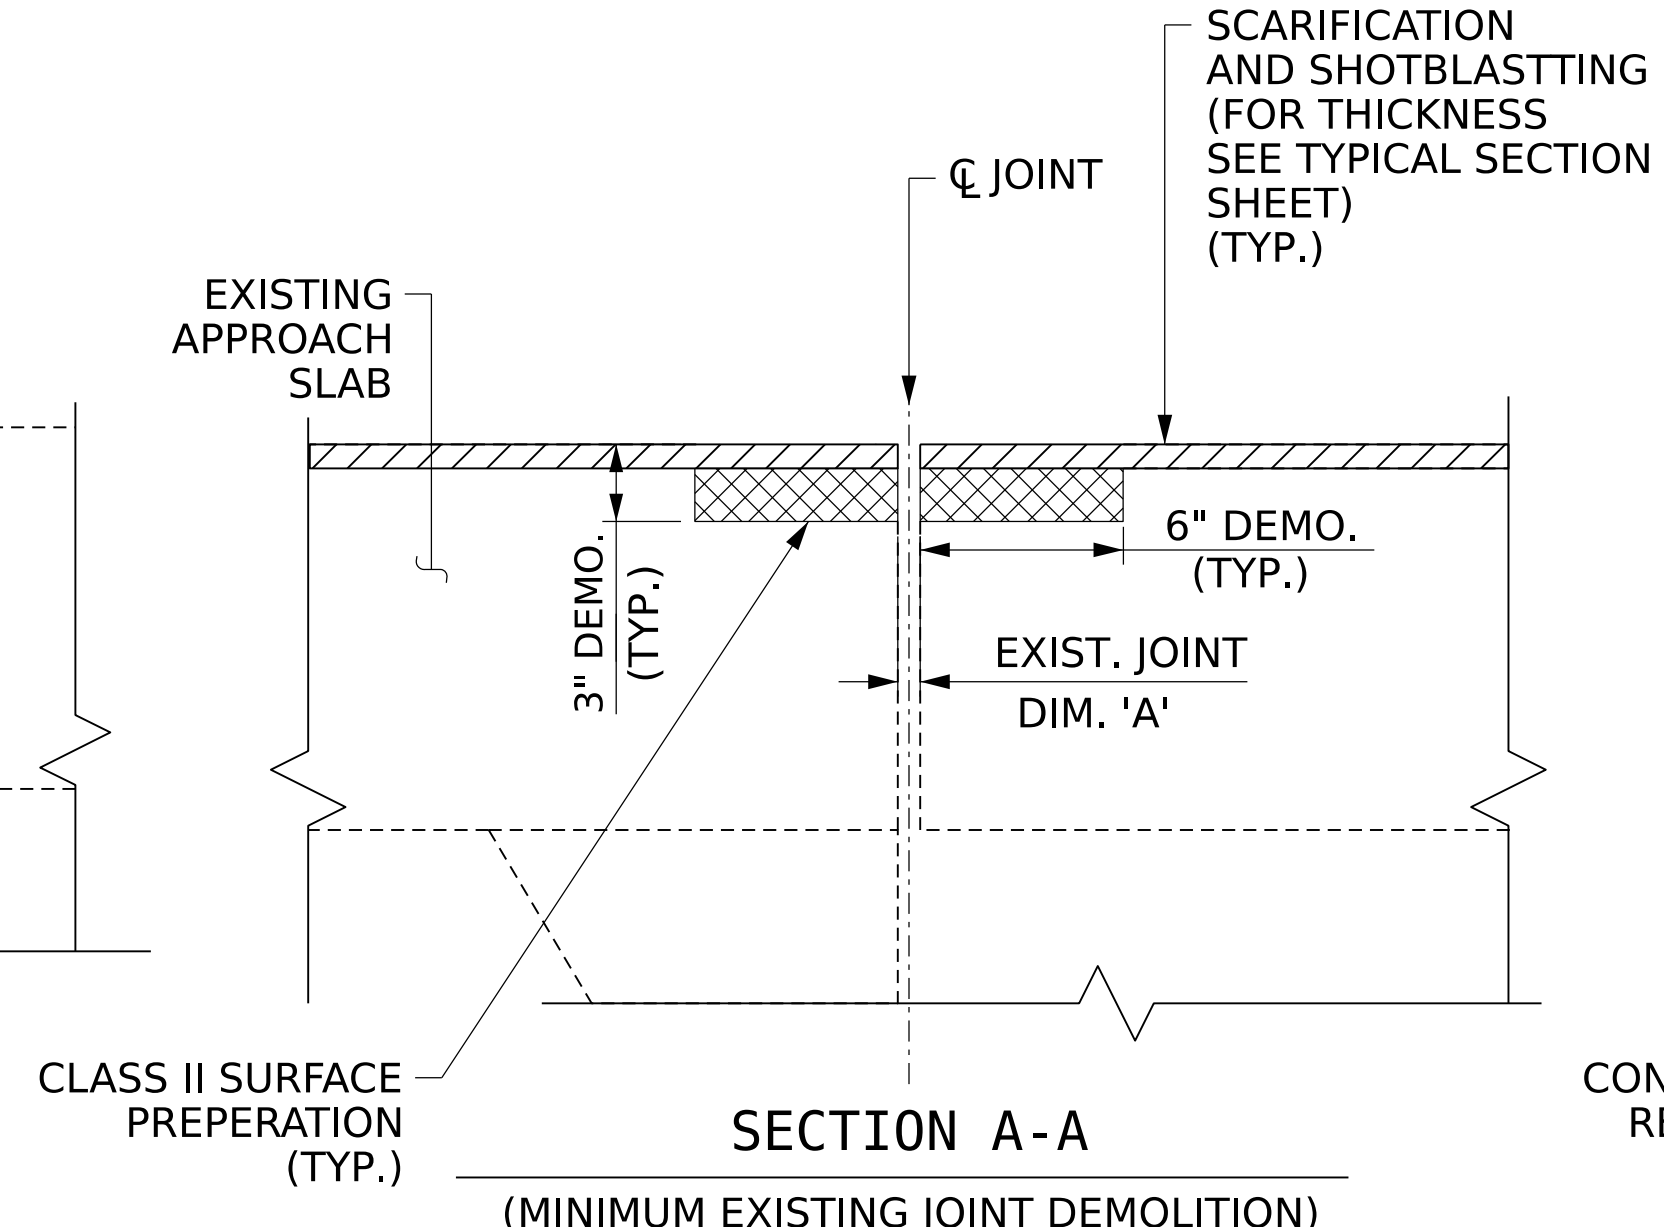 SCARIFICATION
AND SHOTBLASTTING
(FOR THICKNESS
SEE TYPICAL SECTION
SHEET)
(TYP.)
℄ JOINT
EXISTING
APPROACH
SLAB
6" DEMO.
(TYP.)
3" DEMO.
(TYP.)
EXIST. JOINT
DIM. 'A'
CLASS II SURFACE
PREPERATION
(TYP.)
SECTION A-A
(MINIMUM EXISTING JOINT DEMOLITION)